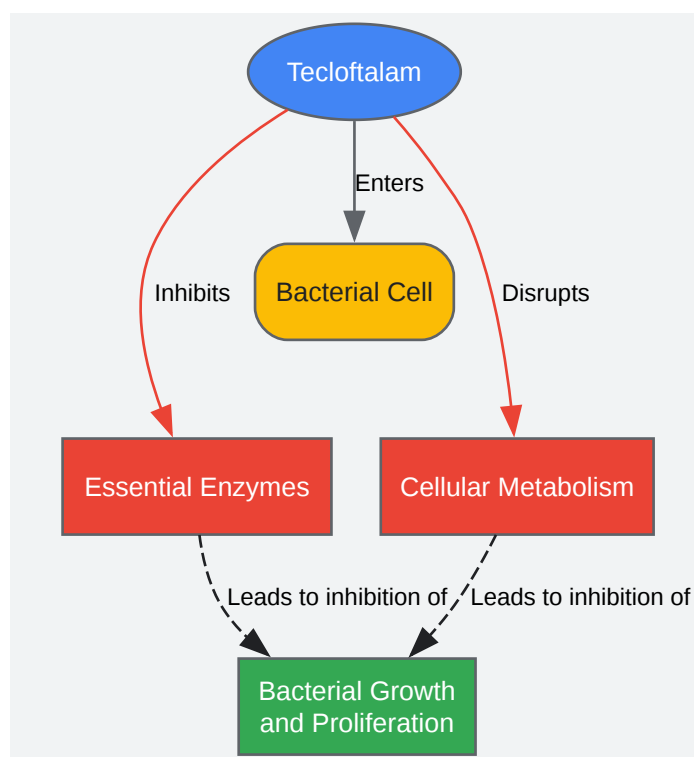 Tecloftalam
Enters
Bacterial Cell
Inhibits
Disrupts
Essential Enzymes
Cellular Metabolism
Leads to inhibition of
Leads to inhibition of
Bacterial Growth
and Proliferation